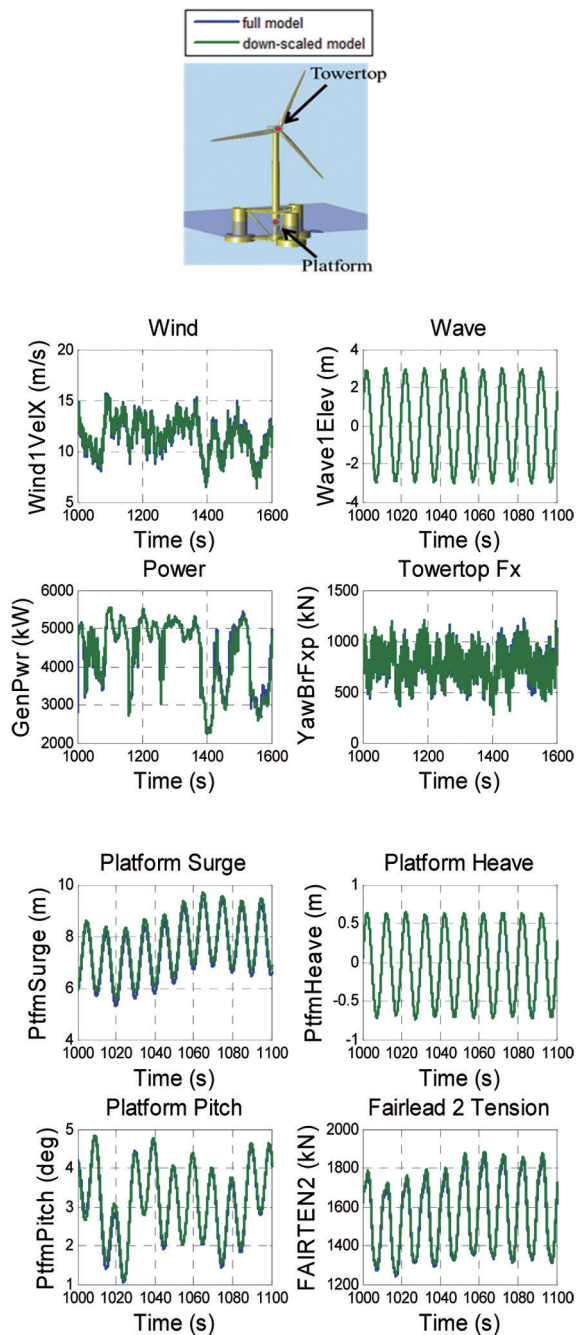 full model
down-scaled model
Towertop
Platform
Wind
Wind1VelX (m/s)
20
15
10
5
1000 1200 1400 1600
Time (s)
Wave
Wave1Elev (m)
4
2
0
-2
-4
1000 1020 1040 1060 1080 1100
Time (s)
Power
GenPwr (kW)
6000
5000
4000
3000
2000
1000 1200 1400 1600
Time (s)
Towertop Fx
YawBrFxp (kN)
1500
1000
500
0
1000 1200 1400 1600
Time (s)
Platform Surge
PtfmSurge (m)
10
8
6
4
1000 1020 1040 1060 1080 1100
Time (s)
Platform Heave
PtfmHeave (m)
1
0.5
0
-0.5
-1
1000 1020 1040 1060 1080 1100
Time (s)
Platform Pitch
PtfmPitch (deg)
5
4
3
2
1
1000 1020 1040 1060 1080 1100
Time (s)
Fairlead 2 Tension
FAIRTEN2 (kN)
2000
1800
1600
1400
1200
1000 1020 1040 1060 1080 1100
Time (s)